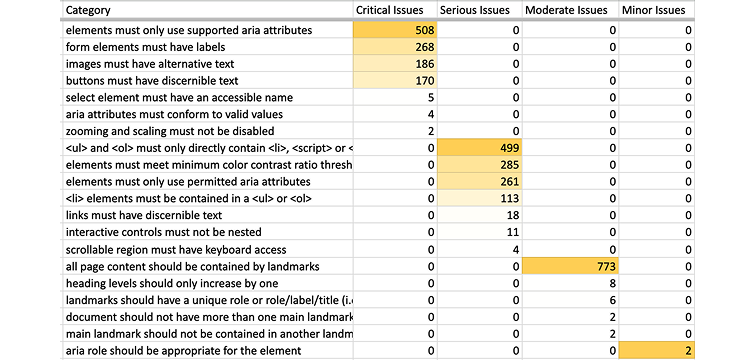 Category Critical Issues Serious Issues Moderate Issues Minor Issues
elements must only use supported aria attributes 508 0 0 0
form elements must have labels 268 0 0 0
images must have alternative text 186 0 0 0
buttons must have discernible text 170 0 0 0
select element must have an accessible name 5 0 0 0
aria attributes must conform to valid values 4 0 0 0
zooming and scaling must not be disabled 2 0 0 0
<ul> and <ol> must only directly contain <li>, <script> or < 0 499 0 0
elements must meet minimum color contrast ratio thresh 0 285 0 0
elements must only use permitted aria attributes 0 261 0 0
<li> elements must be contained in a <ul> or <ol> 0 113 0 0
links must have discernible text 0 18 0 0
interactive controls must not be nested 0 11 0 0
scrollable region must have keyboard access 0 4 0 0
all page content should be contained by landmarks 0 0 773 0
heading levels should only increase by one 0 0 8 0
landmarks should have a unique role or role/label/title (i.e 0 0 6 0
document should not have more than one main landmark 0 0 2 0
main landmark should not be contained in another landm 0 0 2 0
aria role should be appropriate for the element 0 0 0 2